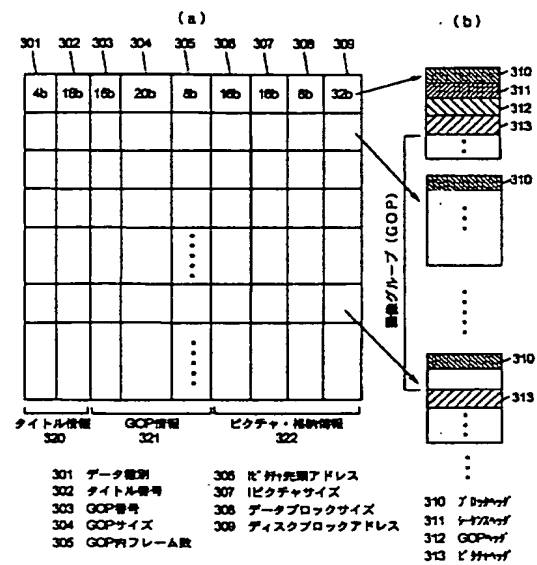 (a)
(b)
301 302 303 304 305 306 307 308 309
4b 16b 16b 20b 8b 16b 16b 8b 32b
310
311
312
313
310
画像グループ(GOP)
310
313
タイトル情報 GOP情報 ピクチャ・格納情報
320 321 322
301 データ種別
302 タイトル番号
303 GOP番号
304 GOPサイズ
305 GOP内フレーム数
306 Iピクチャ先頭アドレス
307 Iピクチャサイズ
308 データブロックサイズ
309 ディスクブロックアドレス
310 ブロックヘッダ
311 シーケンスヘッダ
312 GOPヘッダ
313 ピクチャヘッダ